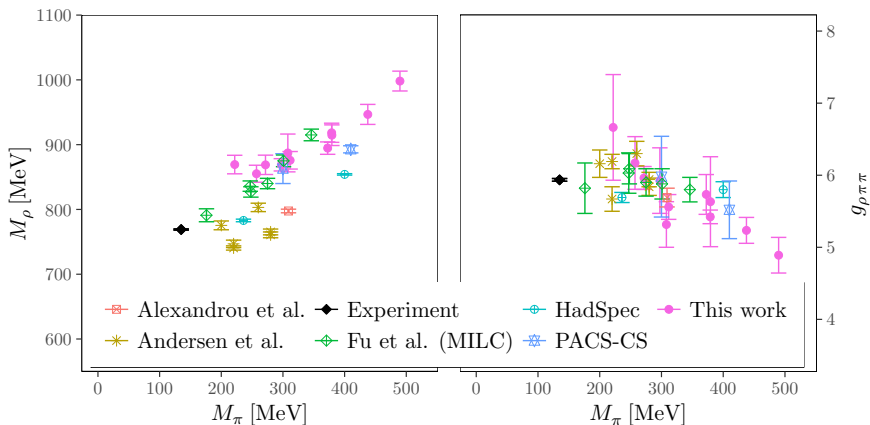 1100
1000
900
800
700
600
M_ρ [MeV]
8
7
6
5
4
g_ρππ
Alexandrou et al.
Experiment
HadSpec
This work
Andersen et al.
Fu et al. (MILC)
PACS-CS
0 100 200 300 400 500
0 100 200 300 400 500
M_π [MeV]
M_π [MeV]